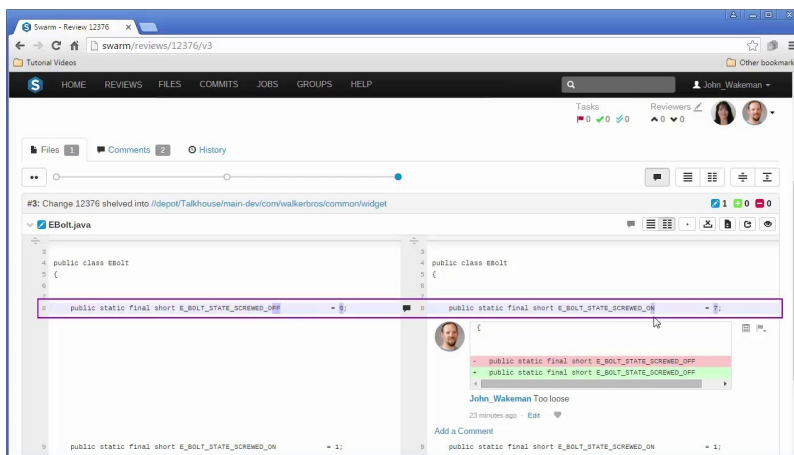 Swarm - Review 12376
swarm/reviews/12376/v3
Tutorial Videos
Other bookmark
HOME REVIEWS FILES COMMITS JOBS GROUPS HELP
John_Wakeman
Tasks
0 0 0
Reviewers
0 0
Files 1 Comments 2 History
#3: Change 12376 shelved into //depot/Talkhouse/main-dev/com/walkerbros/common/widget
1 0 0
EBolt.java
3 3
4 public class EBolt 4 public class EBolt
5 { 5 {
6 6
7 7
8 public static final short E_BOLT_STATE_SCREWED_OFF = 0; 8 public static final short E_BOLT_STATE_SCREWED_ON = 7;
{
- public static final short E_BOLT_STATE_SCREWED_OFF
+ public static final short E_BOLT_STATE_SCREWED_OFF
John_Wakeman Too loose
23 minutes ago · Edit
Add a Comment
9 public static final short E_BOLT_STATE_SCREWED_ON = 1; 9 public static final short E_BOLT_STATE_SCREWED_ON = 1;